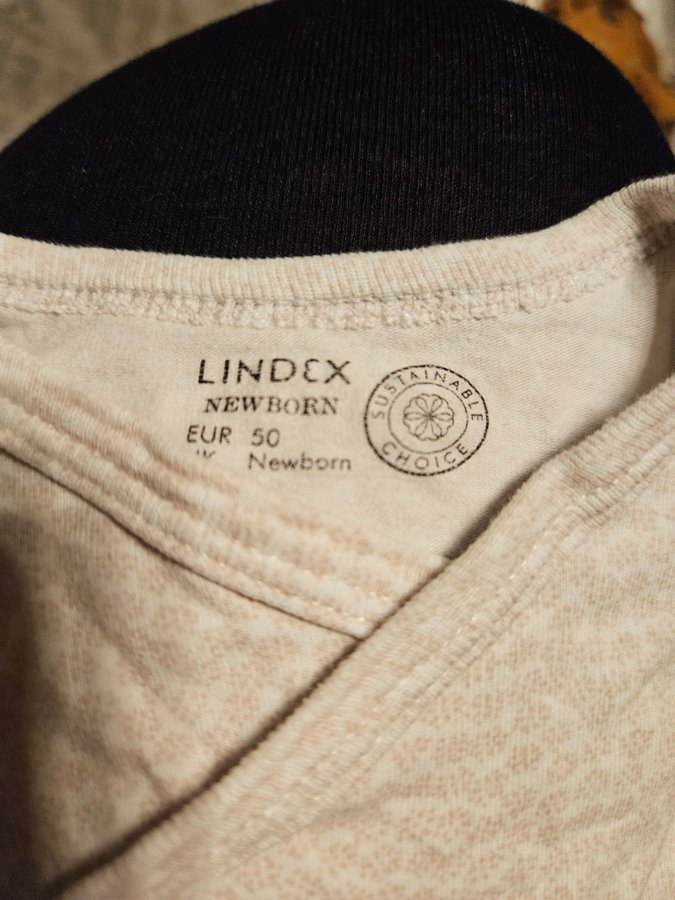 LINDEX
NEWBORN
EUR 50
Newborn
SUSTAINABLE
CHOICE